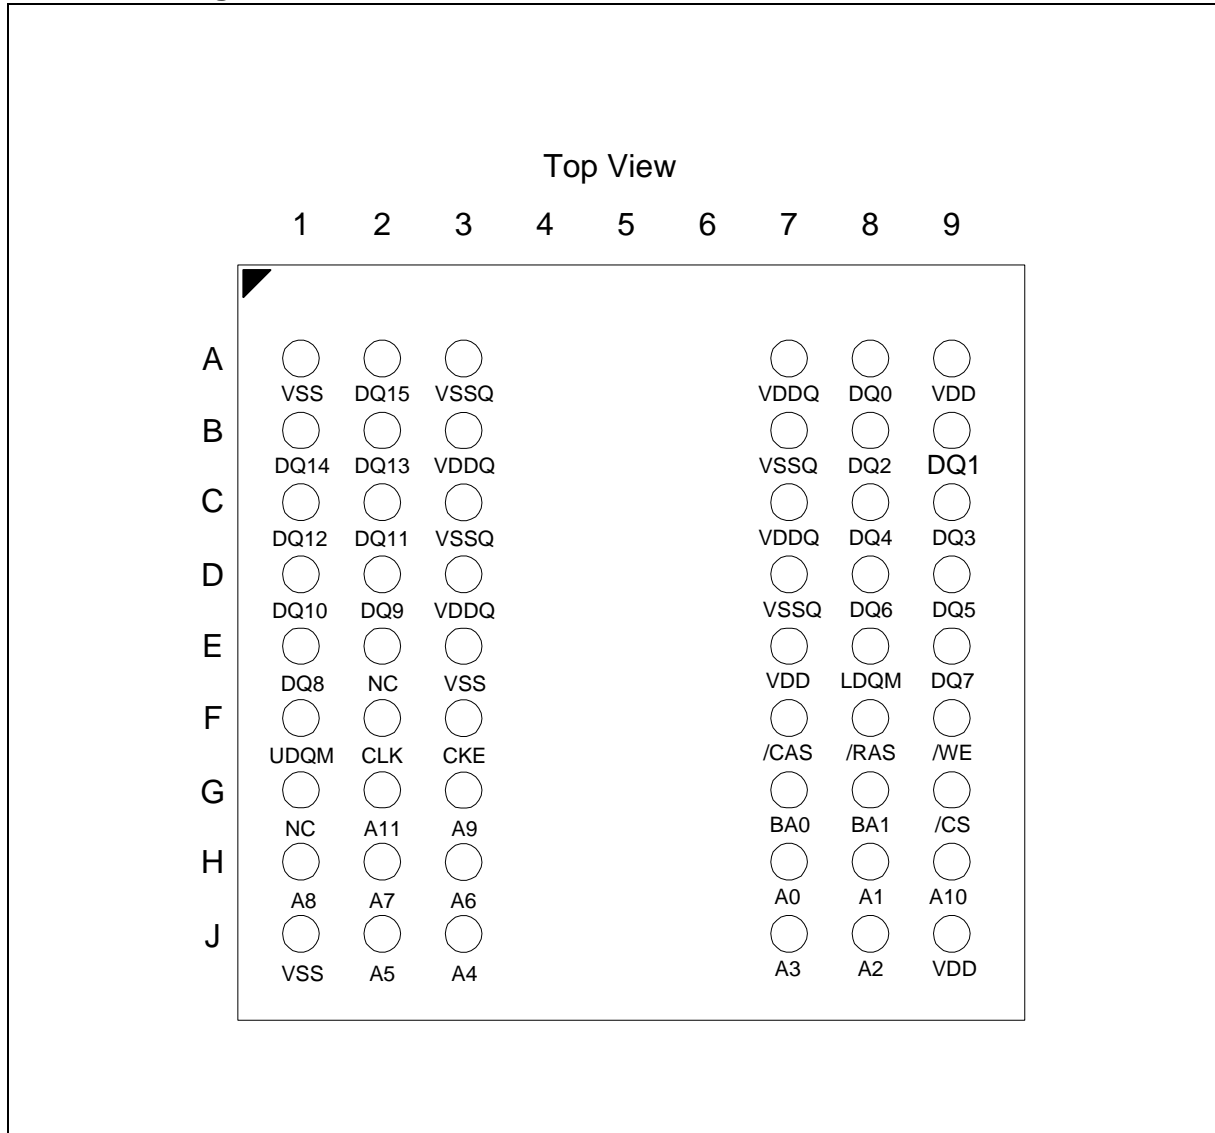 Top View
1 2 3 4 5 6 7 8 9
A
VSS DQ15 VSSQ VDDQ DQ0 VDD
B
DQ14 DQ13 VDDQ VSSQ DQ2 DQ1
C
DQ12 DQ11 VSSQ VDDQ DQ4 DQ3
D
DQ10 DQ9 VDDQ VSSQ DQ6 DQ5
E
DQ8 NC VSS VDD LDQM DQ7
F
UDQM CLK CKE /CAS /RAS /WE
G
NC A11 A9 BA0 BA1 /CS
H
A8 A7 A6 A0 A1 A10
J
VSS A5 A4 A3 A2 VDD